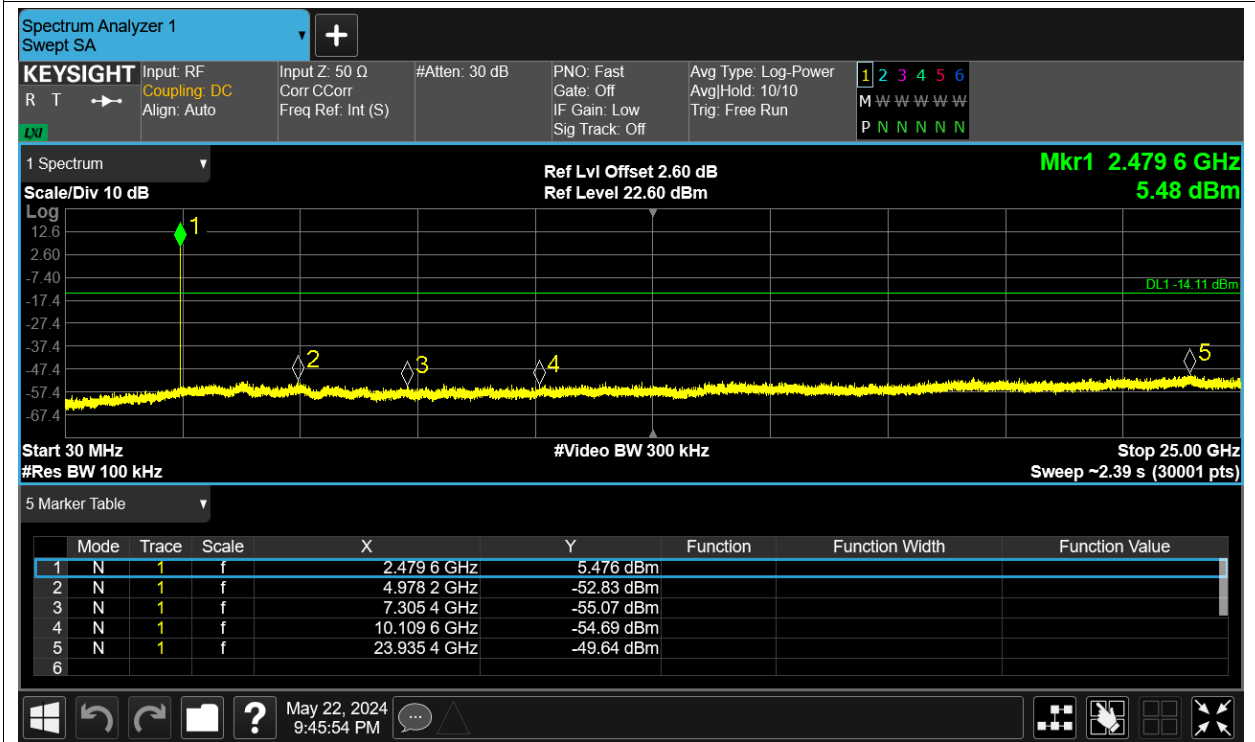 Spectrum Analyzer 1
Swept SA
+
KEYSIGHT
R T
LXI
Input: RF
Coupling: DC
Align: Auto
Input Z: 50 Ω
Corr CCorr
Freq Ref: Int (S)
#Atten: 30 dB
PNO: Fast
Gate: Off
IF Gain: Low
Sig Track: Off
Avg Type: Log-Power
Avg|Hold: 10/10
Trig: Free Run
1 2 3 4 5 6
M W W W W W
P N N N N N
1 Spectrum
Scale/Div 10 dB
Ref Lvl Offset 2.60 dB
Ref Level 22.60 dBm
Mkr1 2.479 6 GHz
5.48 dBm
Log
12.6
2.60
-7.40
-17.4
-27.4
-37.4
-47.4
-57.4
-67.4
1
2
3
4
5
DL1 -14.11 dBm
Start 30 MHz
#Video BW 300 kHz
Stop 25.00 GHz
#Res BW 100 kHz
Sweep ~2.39 s (30001 pts)
5 Marker Table
Mode Trace Scale X Y Function Function Width Function Value
1 N 1 f 2.479 6 GHz 5.476 dBm
2 N 1 f 4.978 2 GHz -52.83 dBm
3 N 1 f 7.305 4 GHz -55.07 dBm
4 N 1 f 10.109 6 GHz -54.69 dBm
5 N 1 f 23.935 4 GHz -49.64 dBm
6
?
May 22, 2024
9:45:54 PM